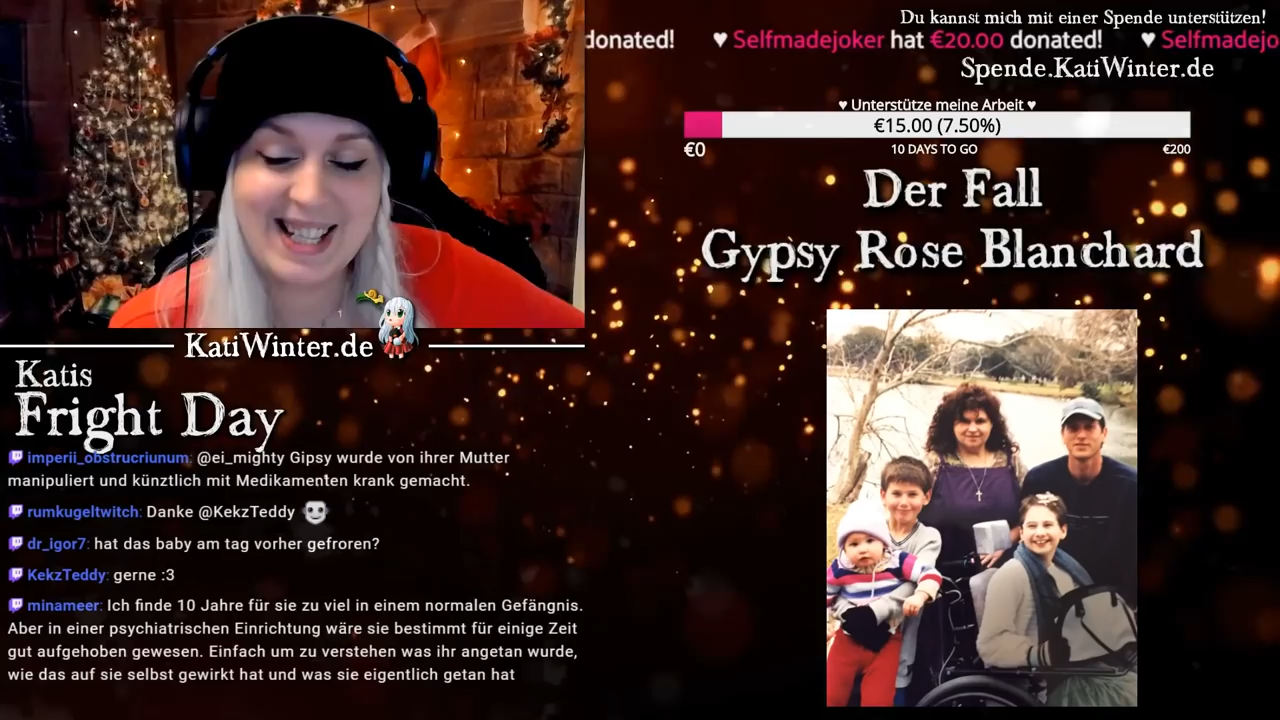 Du kannst mich mit einer Spende unterstützen!
donated! ♥ Selfmadejoker hat €20.00 donated! ♥ Selfmadejo
Spende.KatiWinter.de
♥ Unterstütze meine Arbeit ♥
€15.00 (7.50%)
€0 10 DAYS TO GO €200
Der Fall
Gypsy Rose Blanchard
KatiWinter.de
Katis
Fright Day
imperii_obstrucriunum: @ei_mighty Gipsy wurde von ihrer Mutter
manipuliert und künztlich mit Medikamenten krank gemacht.
rumkugeltwitch: Danke @KekzTeddy
dr_igor7: hat das baby am tag vorher gefroren?
KekzTeddy: gerne :3
minameer: Ich finde 10 Jahre für sie zu viel in einem normalen Gefängnis.
Aber in einer psychiatrischen Einrichtung wäre sie bestimmt für einige Zeit
gut aufgehoben gewesen. Einfach um zu verstehen was ihr angetan wurde,
wie das auf sie selbst gewirkt hat und was sie eigentlich getan hat